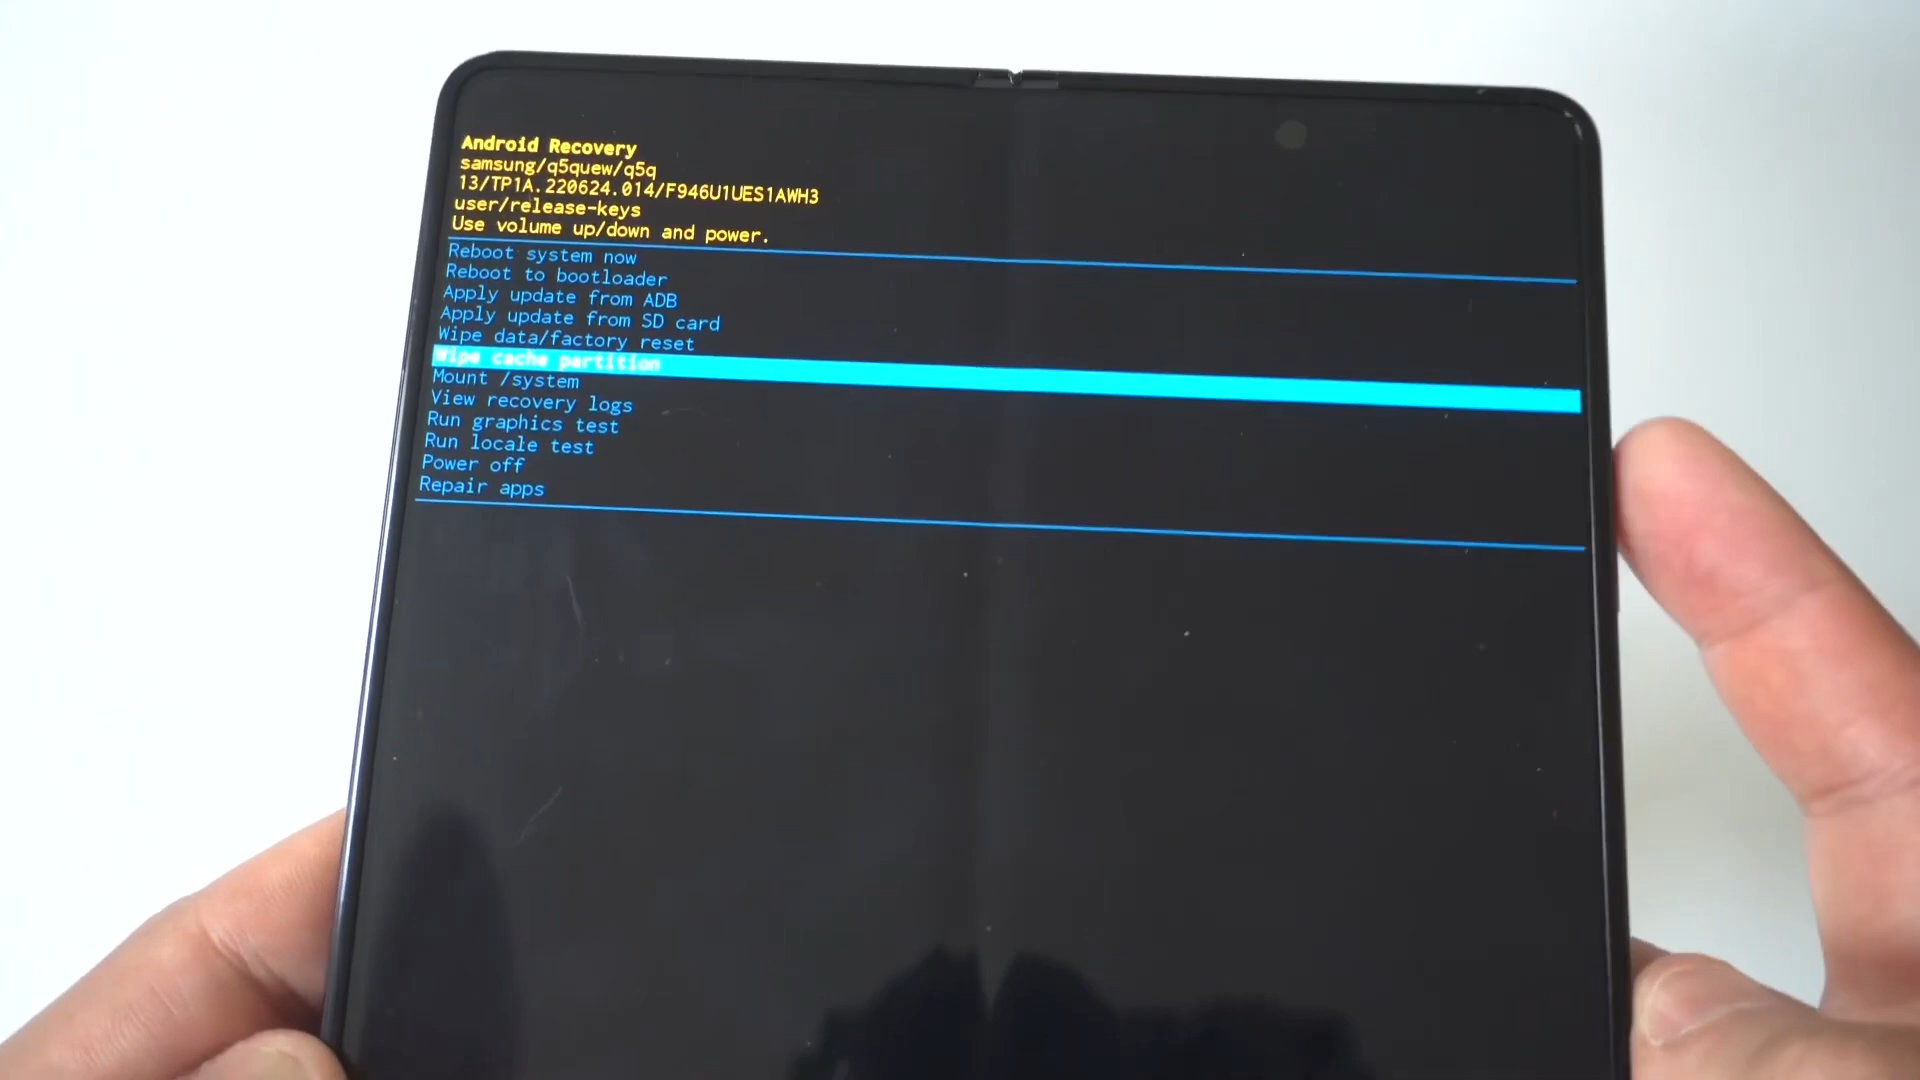 Android Recovery
samsung/q5quew/q5q
13/TP1A.220624.014/F946U1UES1AWH3
user/release-keys
Use volume up/down and power.
Reboot system now
Reboot to bootloader
Apply update from ADB
Apply update from SD card
Wipe data/factory reset
Wipe cache partition
Mount /system
View recovery logs
Run graphics test
Run locale test
Power off
Repair apps